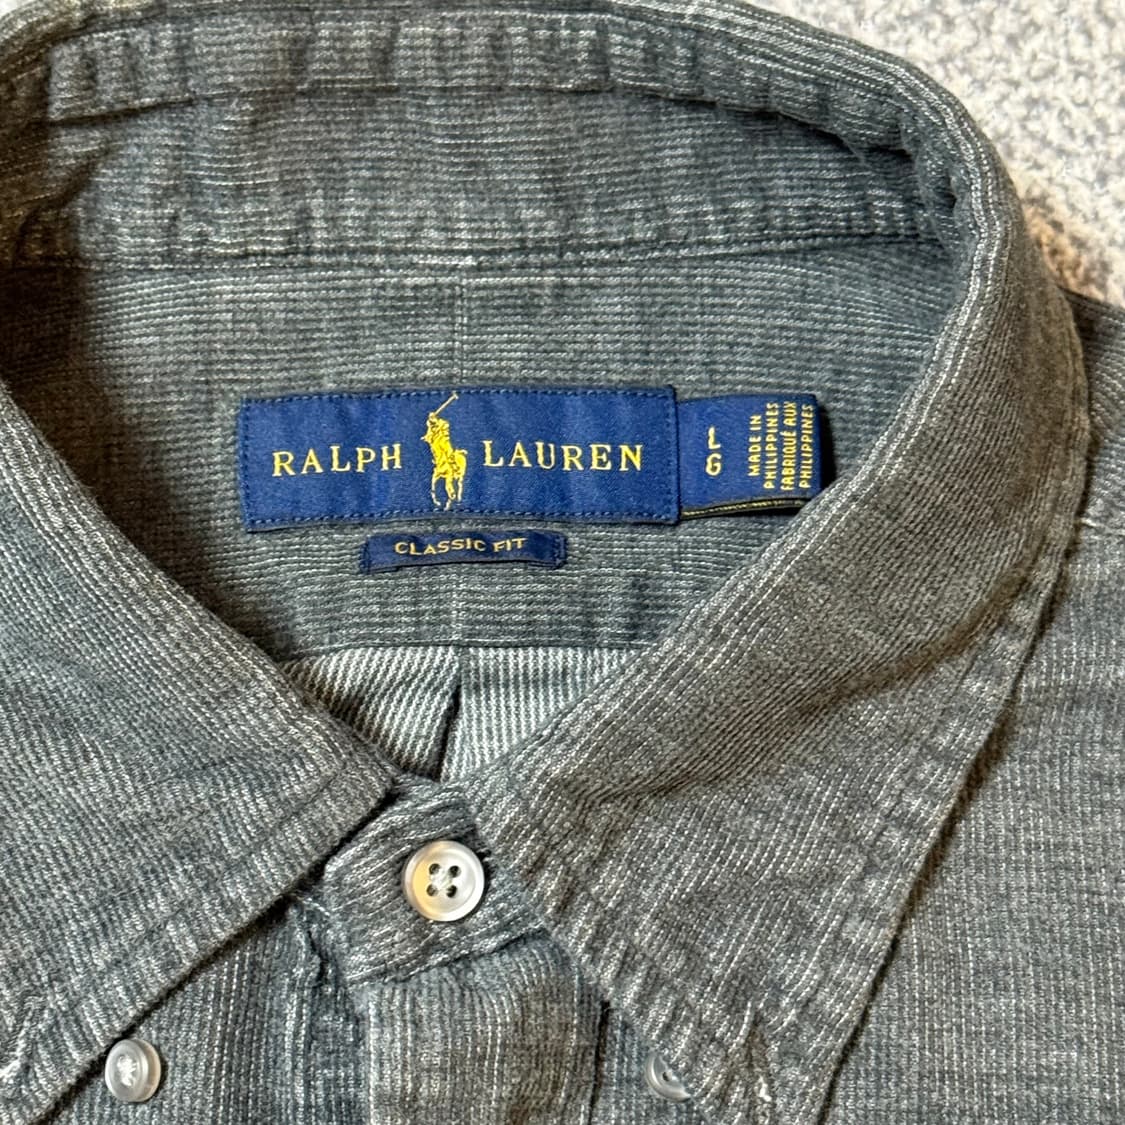 RALPH LAUREN
CLASSIC FIT
L
G
MADE IN
PHILIPPINES
FABRIQUÉ AUX
PHILIPPINES